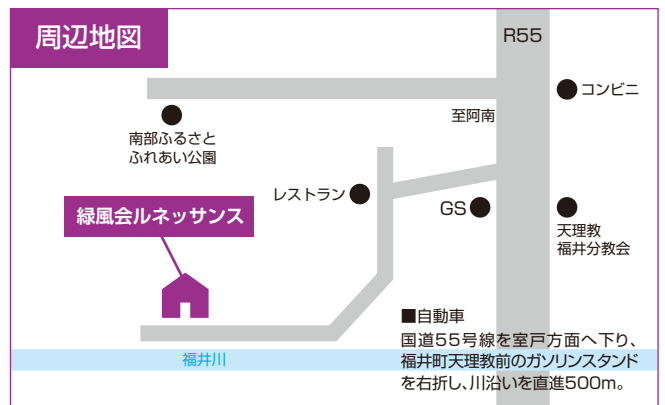 周辺地図
R55
コンビニ
至阿南
南部ふるさと
ふれあい公園
レストラン
GS
緑風会ルネッサンス
天理教
福井分教会
■自動車
国道55号線を室戸方面へ下り、
福井町天理教前のガソリンスタンド
を右折し、川沿いを直進500m。
福井川